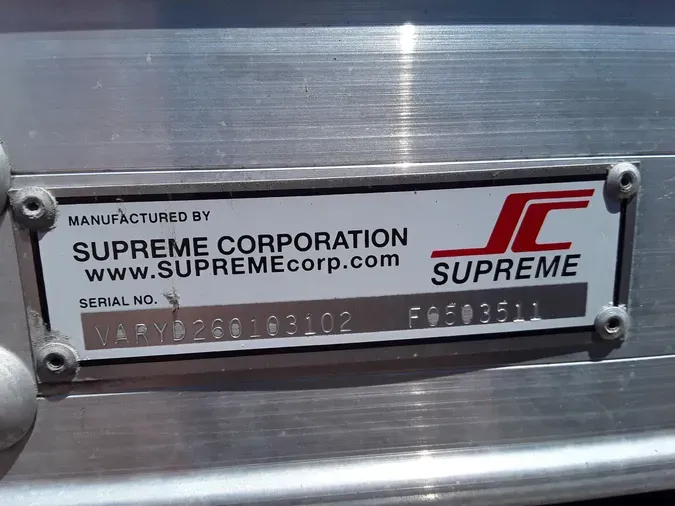 MANUFACTURED BY
SUPREME CORPORATION
www.SUPREMEcorp.com
SC
SUPREME
SERIAL NO.
VARYD260103102 F0503511